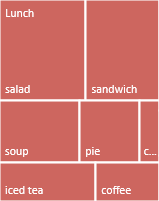 Lunch
salad
sandwich
soup
pie
c...
iced tea
coffee